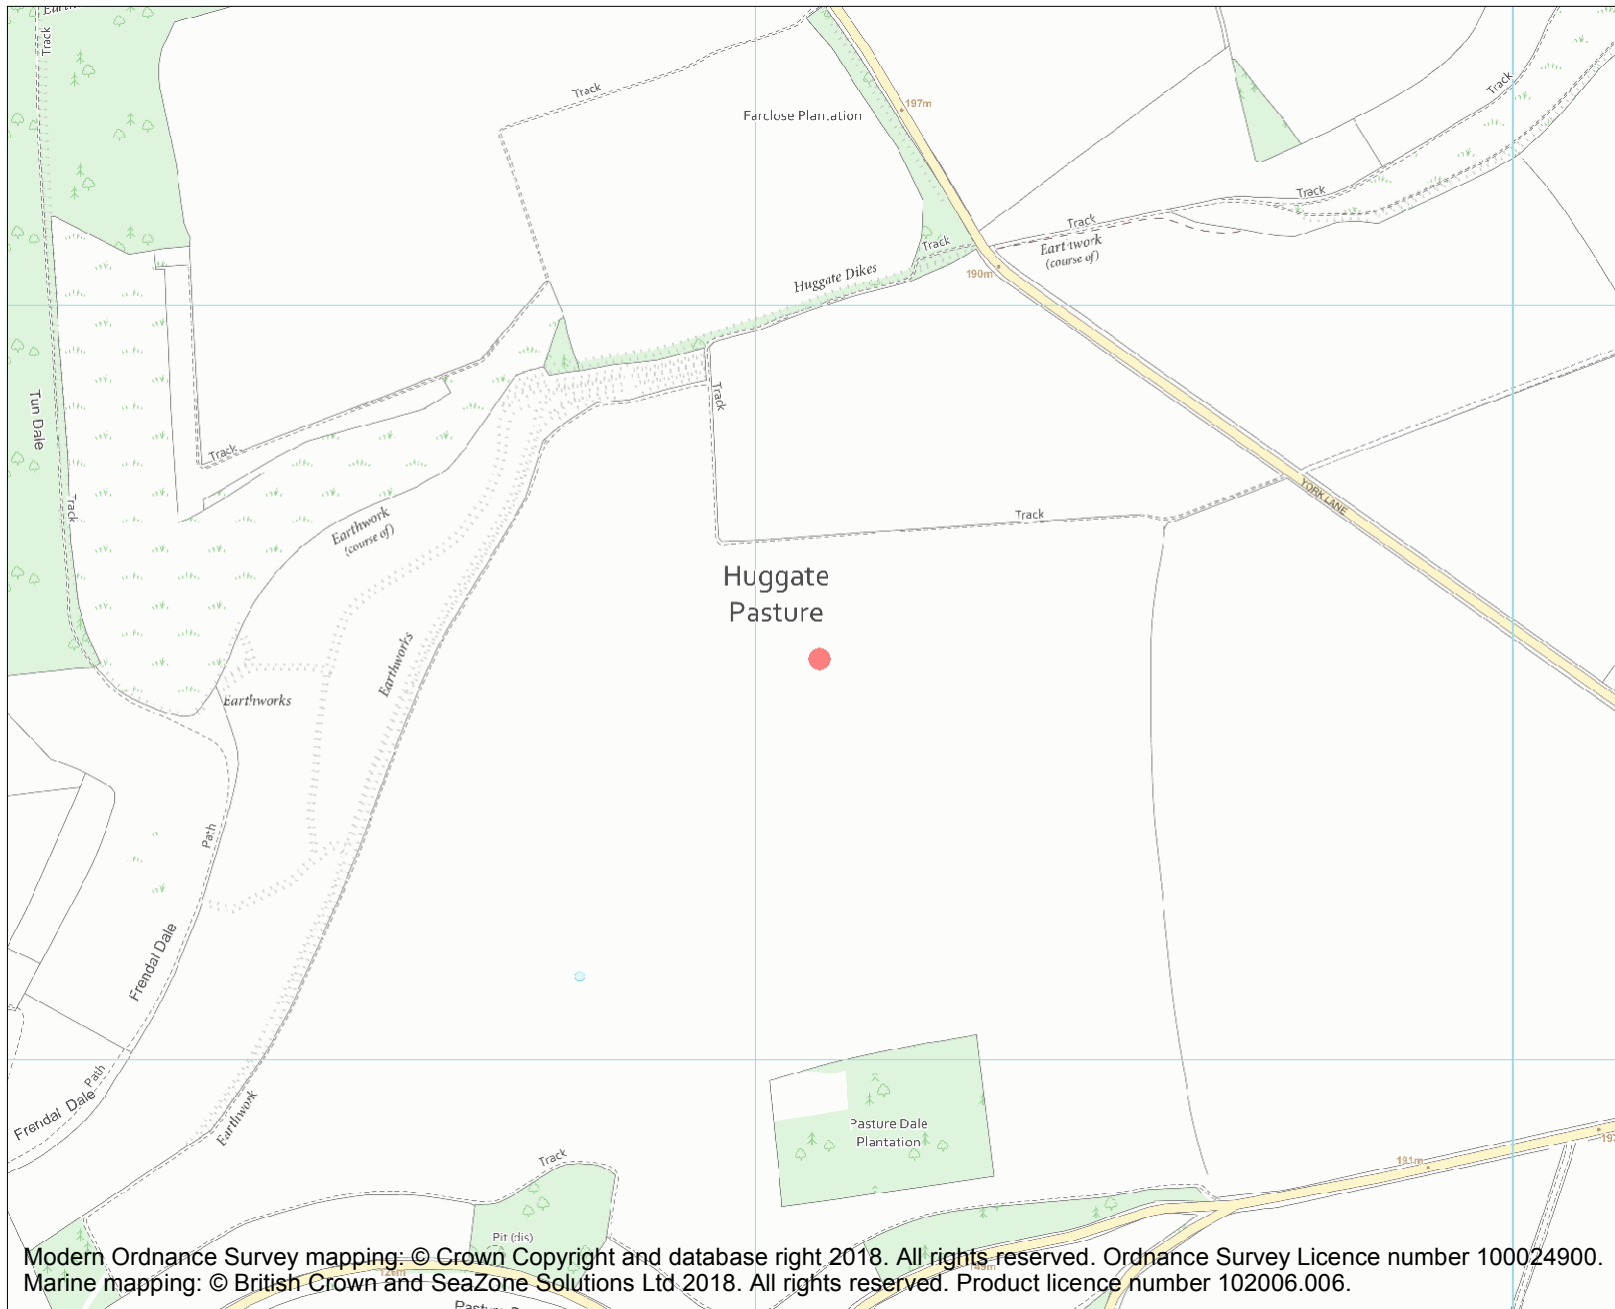 Track
Track
Track
197m
Farclose Plantation
Track
Track
Track
Earthwork
(course of)
190m
Huggate Dikes
Tun Dale
Track
Track
Track
Earthwork
(course of)
Track
YORK LANE
Huggate
Pasture
Earthworks
Earthworks
Path
Frendal Dale
Path
Frendal Dale
Earthwork
Pasture Dale
Plantation
Track
191m
Pit (dis)
Modern Ordnance Survey mapping: © Crown Copyright and database right 2018. All rights reserved. Ordnance Survey Licence number 100024900.
149m
126m
Marine mapping: © British Crown and SeaZone Solutions Ltd 2018. All rights reserved. Product licence number 102006.006.